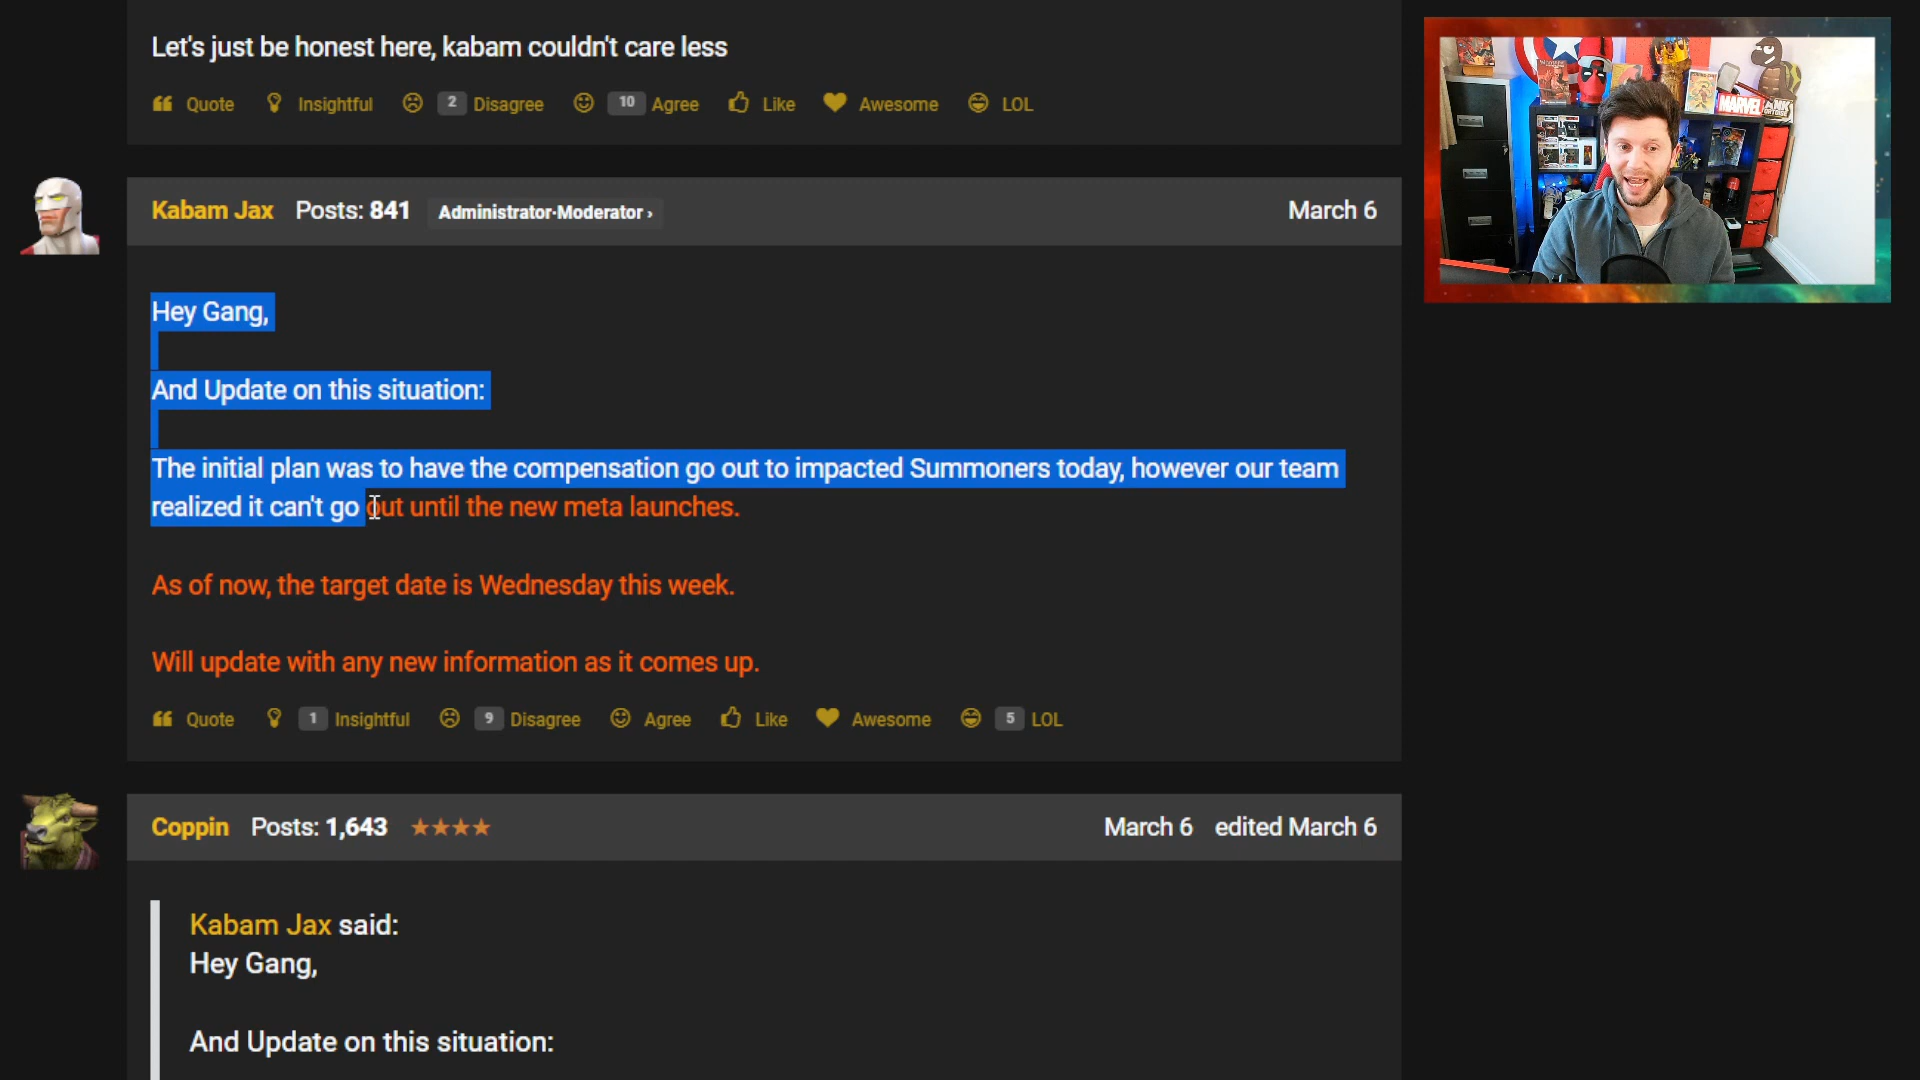 Let's just be honest here, kabam couldn't care less
Quote Insightful 2 Disagree 10 Agree Like Awesome LOL
Kabam Jax Posts: 841 Administrator·Moderator › March 6
Hey Gang,
And Update on this situation:
The initial plan was to have the compensation go out to impacted Summoners today, however our team
realized it can't go out until the new meta launches.
As of now, the target date is Wednesday this week.
Will update with any new information as it comes up.
Quote 1 Insightful 9 Disagree Agree Like Awesome 5 LOL
Coppin Posts: 1,643 ★★★★ March 6 edited March 6
Kabam Jax said:
Hey Gang,
And Update on this situation:
MARVEL